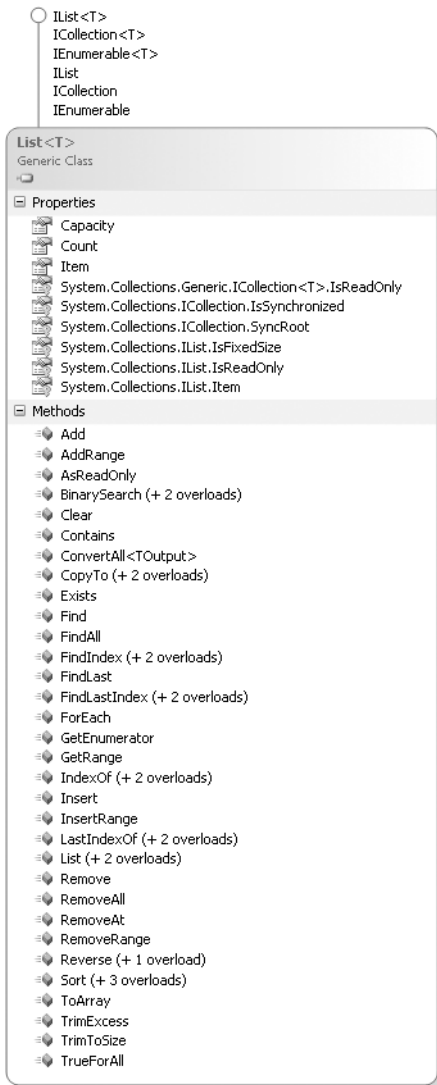 IList<T>
ICollection<T>
IEnumerable<T>
IList
ICollection
IEnumerable
List<T>
Generic Class
Properties
Capacity
Count
Item
System.Collections.Generic.ICollection<T>.IsReadOnly
System.Collections.ICollection.IsSynchronized
System.Collections.ICollection.SyncRoot
System.Collections.IList.IsFixedSize
System.Collections.IList.IsReadOnly
System.Collections.IList.Item
Methods
Add
AddRange
AsReadOnly
BinarySearch (+ 2 overloads)
Clear
Contains
ConvertAll<TOutput>
CopyTo (+ 2 overloads)
Exists
Find
FindAll
FindIndex (+ 2 overloads)
FindLast
FindLastIndex (+ 2 overloads)
ForEach
GetEnumerator
GetRange
IndexOf (+ 2 overloads)
Insert
InsertRange
LastIndexOf (+ 2 overloads)
List (+ 2 overloads)
Remove
RemoveAll
RemoveAt
RemoveRange
Reverse (+ 1 overload)
Sort (+ 3 overloads)
ToArray
TrimExcess
TrimToSize
TrueForAll